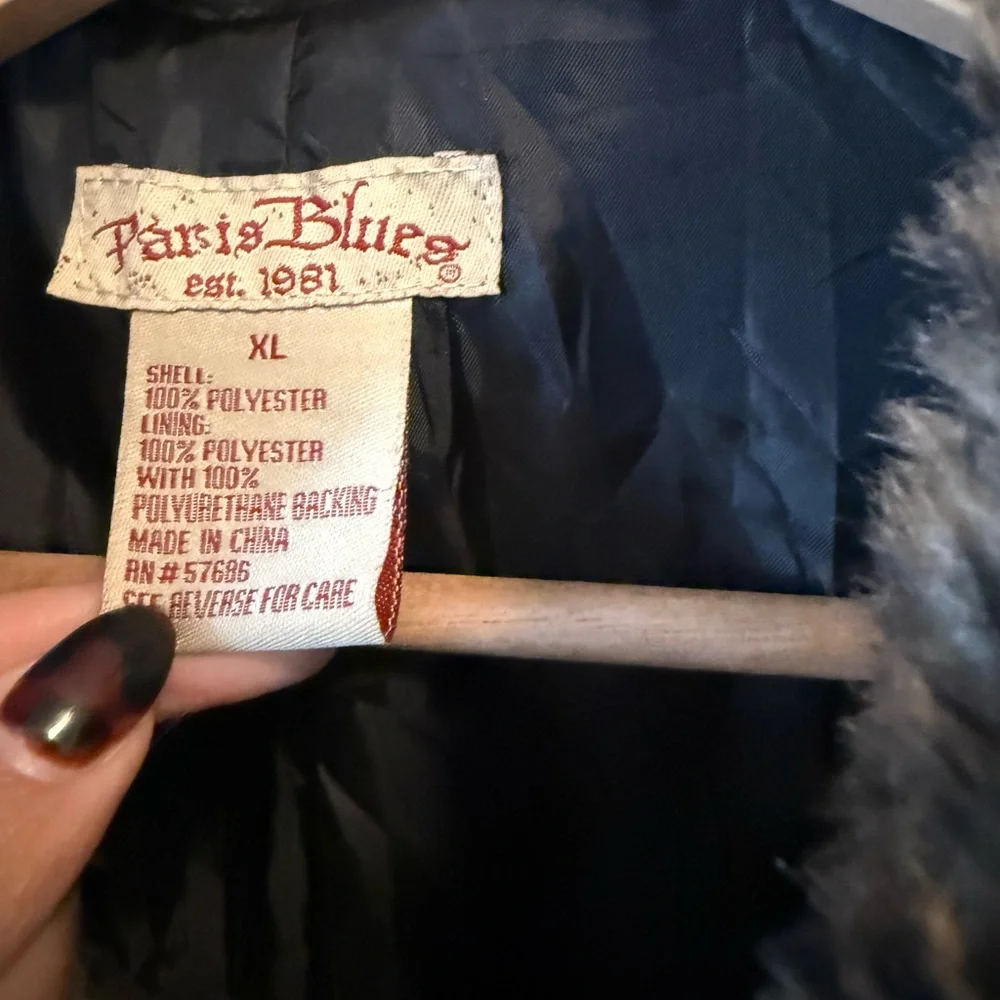 Paris Blues ®
est. 1981
XL
SHELL:
100% POLYESTER
LINING:
100% POLYESTER
WITH 100%
POLYURETHANE BACKING
MADE IN CHINA
RN # 57686
SEE REVERSE FOR CARE